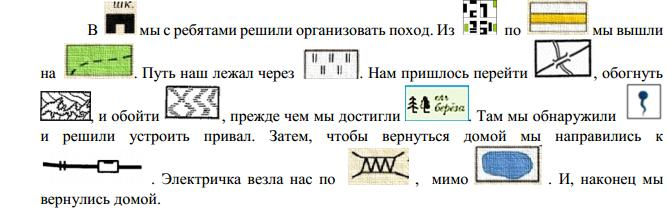 шк.
В мы с ребятами решили организовать поход. Из по мы вышли
на . Путь наш лежал через . Нам пришлось перейти , обогнуть
, и обойти , прежде чем мы достигли ель берёза . Там мы обнаружили
и решили устроить привал. Затем, чтобы вернуться домой мы направились к
. Электричка везла нас по , мимо . И, наконец мы
вернулись домой.